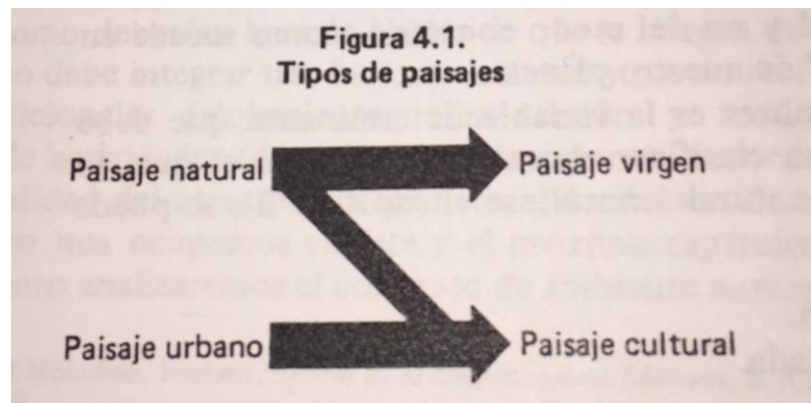 Figura 4.1.
Tipos de paisajes
Paisaje natural Paisaje virgen
Paisaje urbano Paisaje cultural